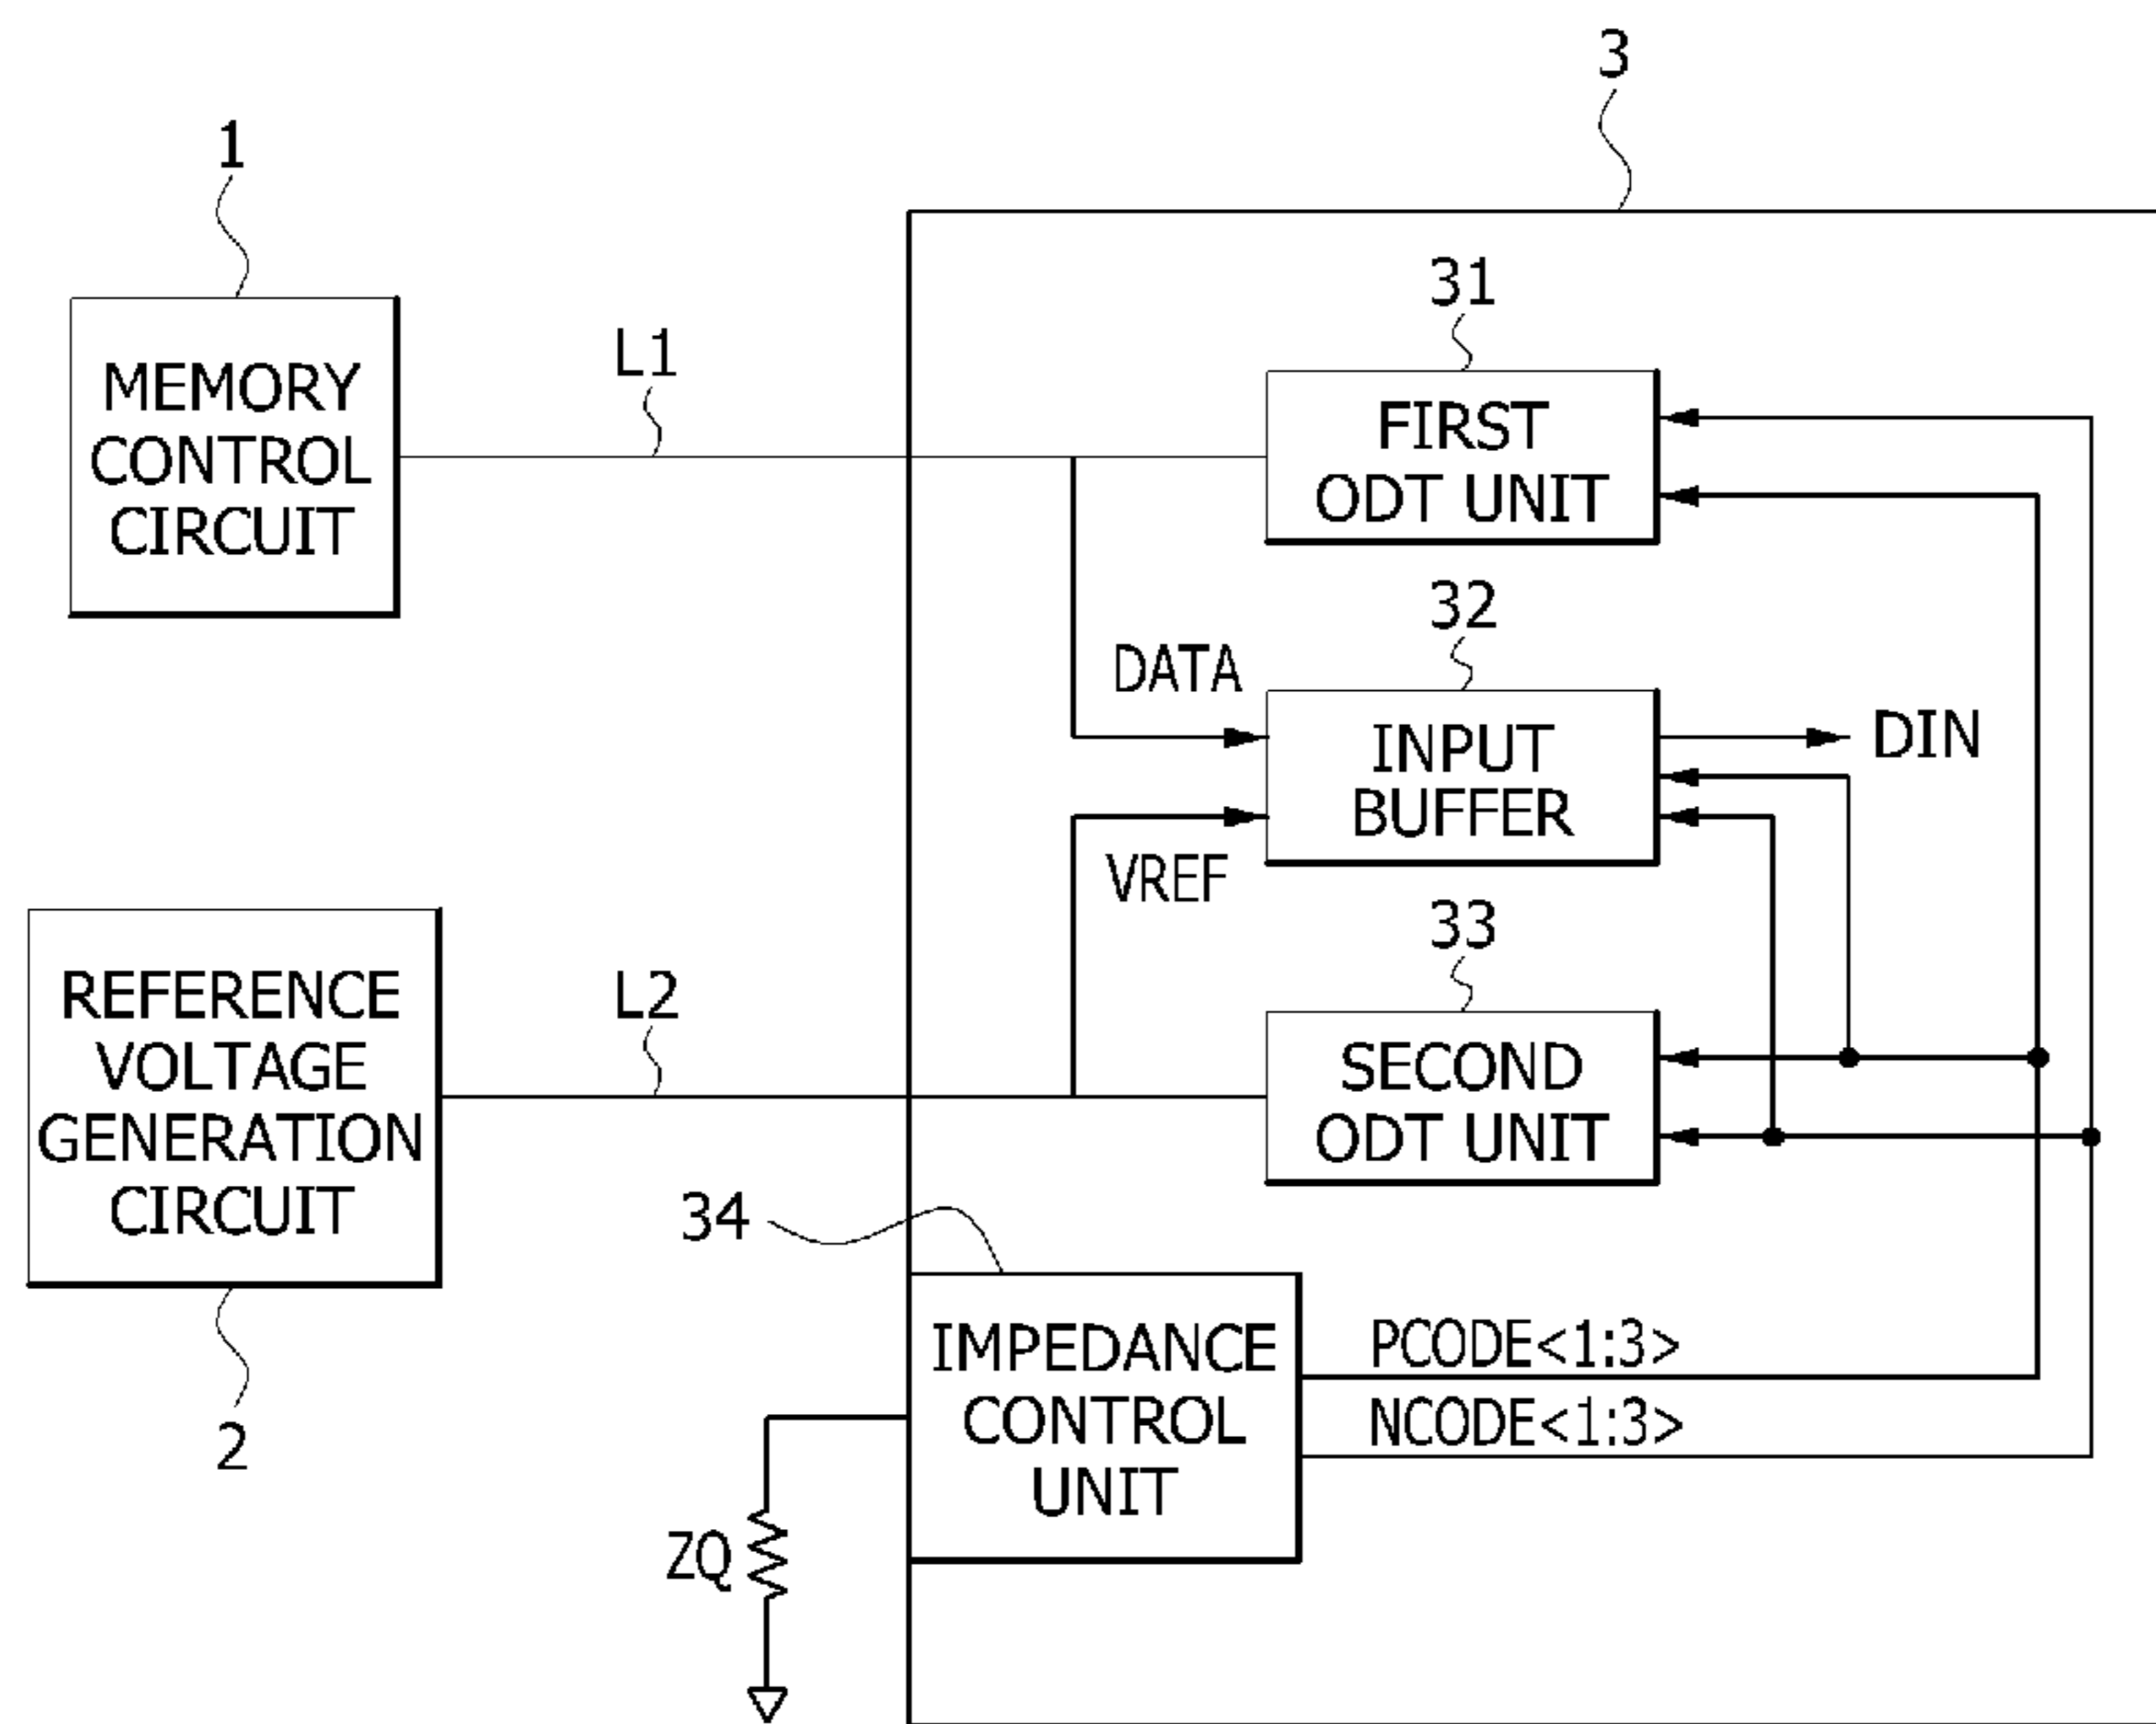 3
1
31
L1
MEMORY
CONTROL
CIRCUIT
FIRST
ODT UNIT
32
DATA
INPUT
BUFFER
DIN
VREF
33
REFERENCE
VOLTAGE
GENERATION
CIRCUIT
L2
SECOND
ODT UNIT
34
2
IMPEDANCE
CONTROL
UNIT
PCODE<1:3>
NCODE<1:3>
ZQ